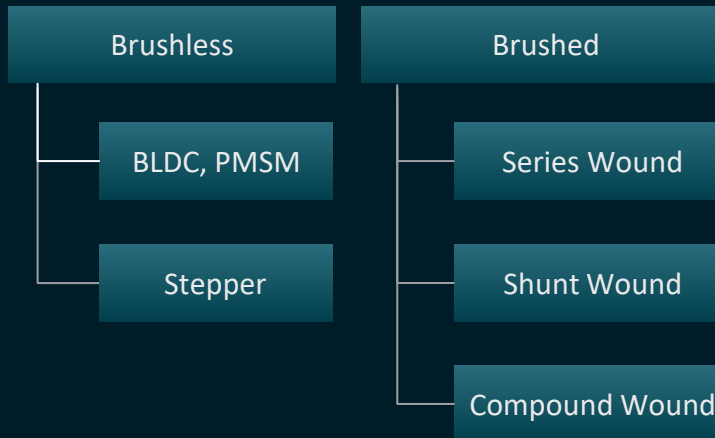 Brushless
BLDC, PMSM
Stepper
Brushed
Series Wound
Shunt Wound
Compound Wound